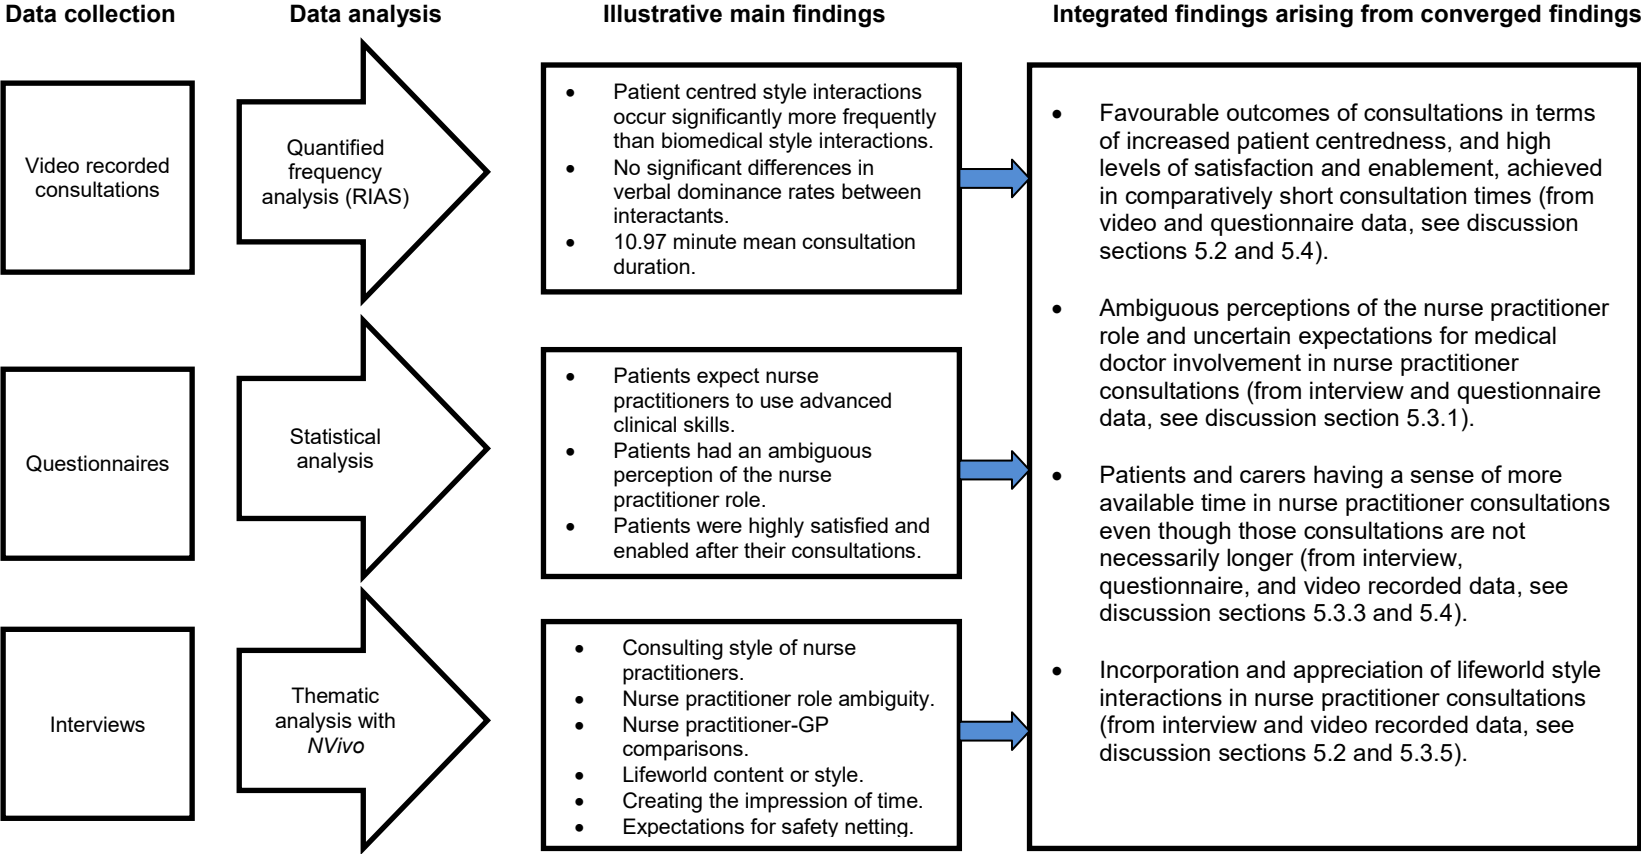 Data collection
Data analysis
Illustrative main findings
Integrated findings arising from converged findings
Video recorded
consultations
Quantified
frequency
analysis (RIAS)
• Patient centred style interactions
occur significantly more frequently
than biomedical style interactions.
• No significant differences in
verbal dominance rates between
interactants.
• 10.97 minute mean consultation
duration.
Questionnaires
Statistical
analysis
• Patients expect nurse
practitioners to use advanced
clinical skills.
• Patients had an ambiguous
perception of the nurse
practitioner role.
• Patients were highly satisfied and
enabled after their consultations.
Interviews
Thematic
analysis with
NVivo
• Consulting style of nurse
practitioners.
• Nurse practitioner role ambiguity.
• Nurse practitioner-GP
comparisons.
• Lifeworld content or style.
• Creating the impression of time.
• Expectations for safety netting.
• Favourable outcomes of consultations in terms
of increased patient centredness, and high
levels of satisfaction and enablement, achieved
in comparatively short consultation times (from
video and questionnaire data, see discussion
sections 5.2 and 5.4).
• Ambiguous perceptions of the nurse practitioner
role and uncertain expectations for medical
doctor involvement in nurse practitioner
consultations (from interview and questionnaire
data, see discussion section 5.3.1).
• Patients and carers having a sense of more
available time in nurse practitioner consultations
even though those consultations are not
necessarily longer (from interview,
questionnaire, and video recorded data, see
discussion sections 5.3.3 and 5.4).
• Incorporation and appreciation of lifeworld style
interactions in nurse practitioner consultations
(from interview and video recorded data, see
discussion sections 5.2 and 5.3.5).